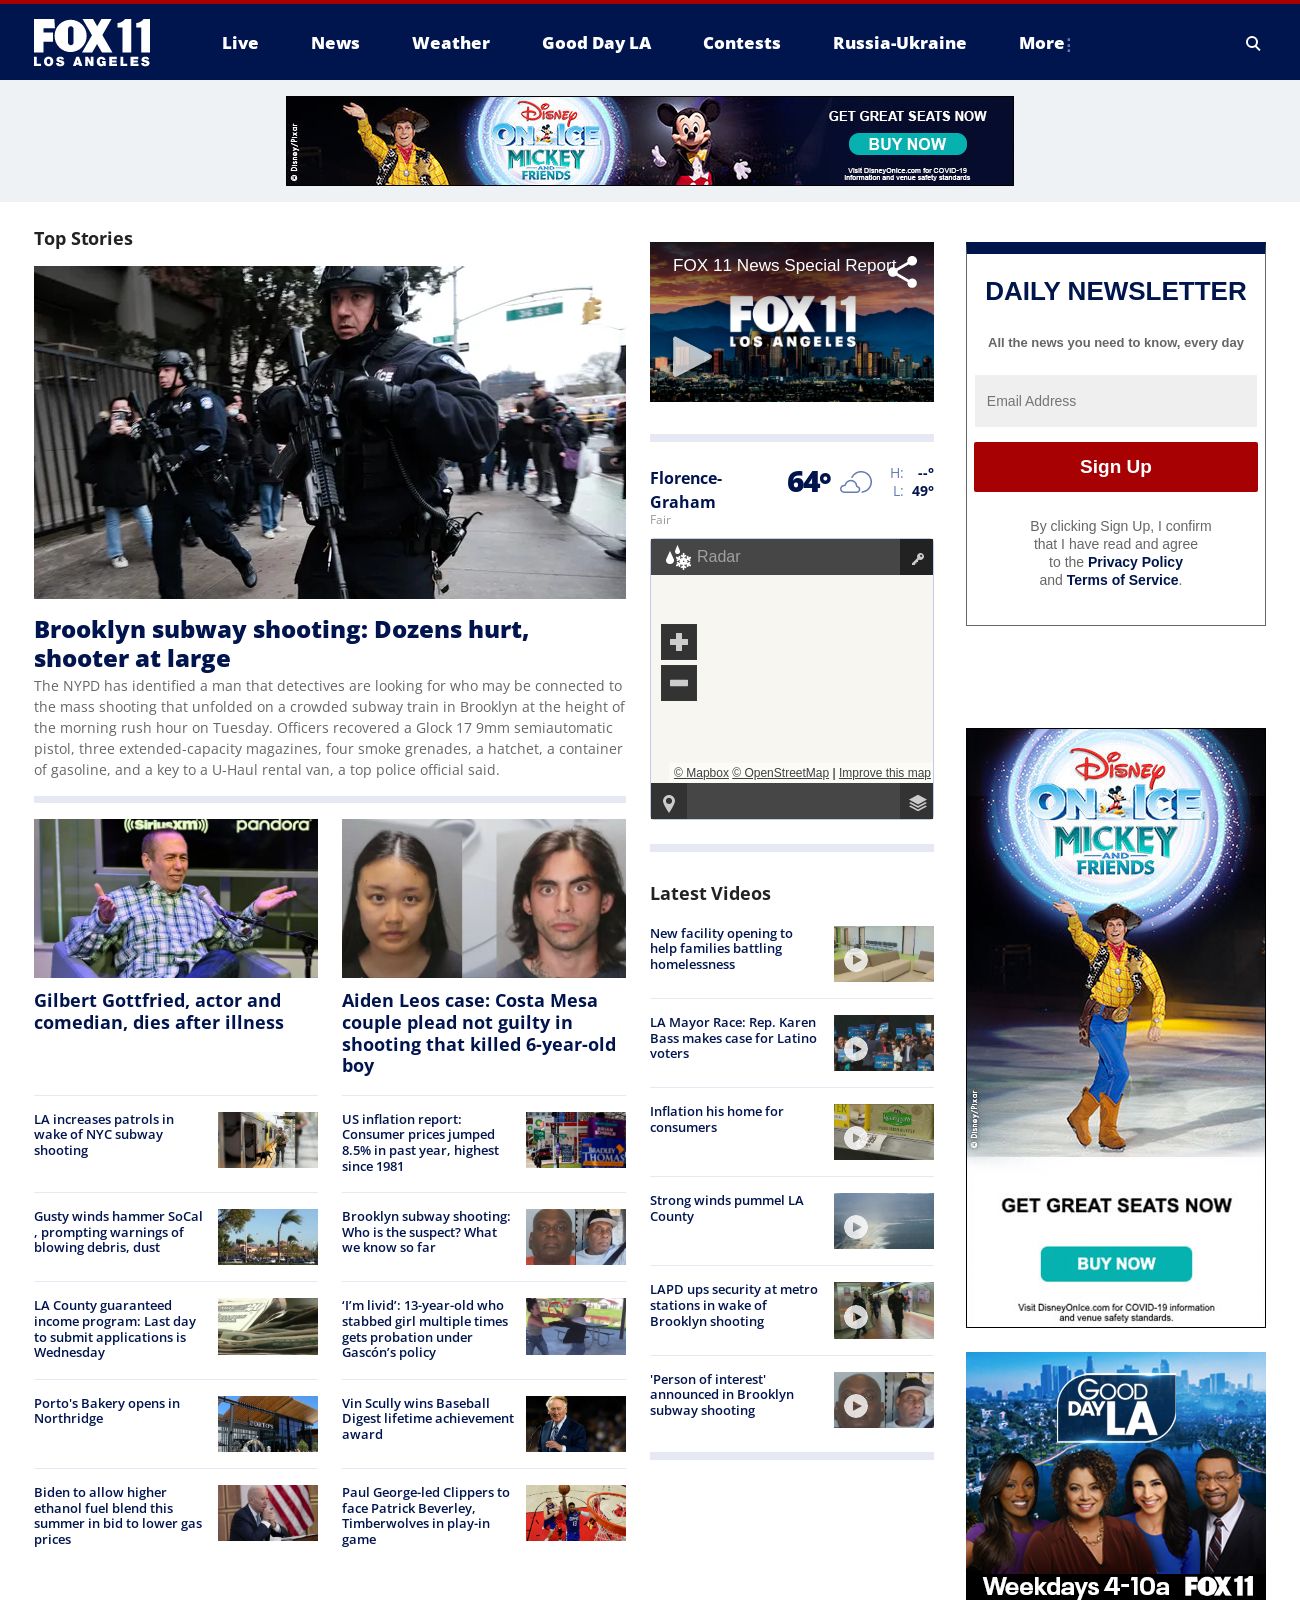 FOX 11
LOS ANGELES
Live
News
Weather
Good Day LA
Contests
Russia-Ukraine
More
© Disney/Pixar
Disney
ON ICE
MICKEY
AND
FRIENDS
GET GREAT SEATS NOW
BUY NOW
Visit DisneyOnIce.com for COVID-19
information and venue safety standards
Top Stories
36 St
Brooklyn subway shooting: Dozens hurt,
shooter at large
The NYPD has identified a man that detectives are looking for who may be connected to
the mass shooting that unfolded on a crowded subway train in Brooklyn at the height of
the morning rush hour on Tuesday. Officers recovered a Glock 17 9mm semiautomatic
pistol, three extended-capacity magazines, four smoke grenades, a hatchet, a container
of gasoline, and a key to a U-Haul rental van, a top police official said.
((SiriusXM))
pandora
Gilbert Gottfried, actor and
comedian, dies after illness
Aiden Leos case: Costa Mesa
couple plead not guilty in
shooting that killed 6-year-old
boy
LA increases patrols in
wake of NYC subway
shooting
US inflation report:
Consumer prices jumped
8.5% in past year, highest
since 1981
BRADLEY
THOMAS
Gusty winds hammer SoCal
, prompting warnings of
blowing debris, dust
Brooklyn subway shooting:
Who is the suspect? What
we know so far
LA County guaranteed
income program: Last day
to submit applications is
Wednesday
‘I’m livid’: 13-year-old who
stabbed girl multiple times
gets probation under
Gascón’s policy
Porto's Bakery opens in
Northridge
PORTO'S
Vin Scully wins Baseball
Digest lifetime achievement
award
Biden to allow higher
ethanol fuel blend this
summer in bid to lower gas
prices
Paul George-led Clippers to
face Patrick Beverley,
Timberwolves in play-in
game
FOX 11 News Special Report
FOX 11
LOS ANGELES
Florence-
Graham
Fair
64°
H: --°
L: 49°
Radar
© Mapbox © OpenStreetMap | Improve this map
Latest Videos
New facility opening to
help families battling
homelessness
LA Mayor Race: Rep. Karen
Bass makes case for Latino
voters
Inflation his home for
consumers
Strong winds pummel LA
County
LAPD ups security at metro
stations in wake of
Brooklyn shooting
'Person of interest'
announced in Brooklyn
subway shooting
DAILY NEWSLETTER
All the news you need to know, every day
Email Address
Sign Up
By clicking Sign Up, I confirm
that I have read and agree
to the Privacy Policy
and Terms of Service.
Disney
ON ICE
MICKEY
AND
FRIENDS
© Disney/Pixar
GET GREAT SEATS NOW
BUY NOW
Visit DisneyOnIce.com for COVID-19 information
and venue safety standards.
GOOD
DAY LA
Weekdays 4-10a FOX 11